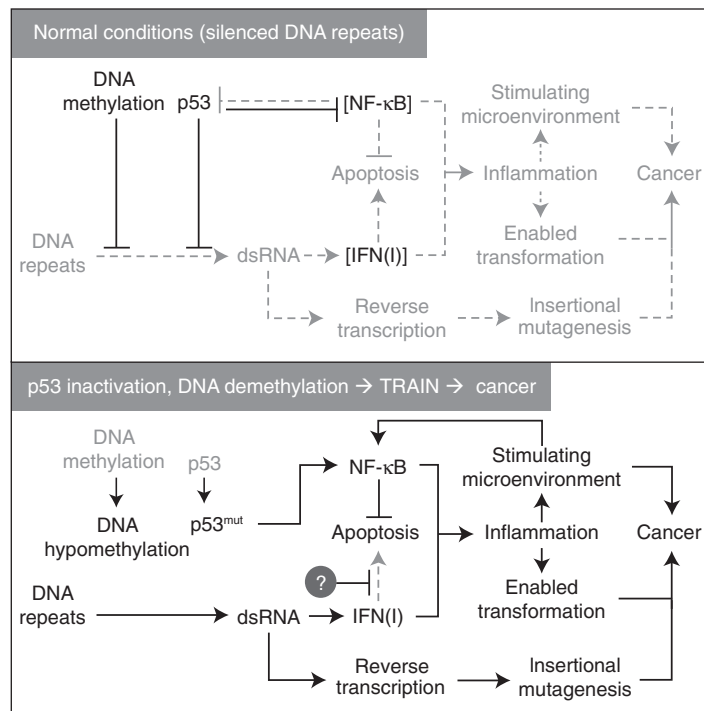 Normal conditions (silenced DNA repeats)
DNA
methylation
p53
[NF-κB]
Stimulating
microenvironment
Apoptosis
Inflammation
Cancer
DNA
repeats
dsRNA
[IFN(I)]
Enabled
transformation
Reverse
transcription
Insertional
mutagenesis
p53 inactivation, DNA demethylation → TRAIN → cancer
DNA
methylation
p53
NF-κB
Stimulating
microenvironment
DNA
hypomethylation
p53mut
Apoptosis
Inflammation
Cancer
?
DNA
repeats
dsRNA
IFN(I)
Enabled
transformation
Reverse
transcription
Insertional
mutagenesis